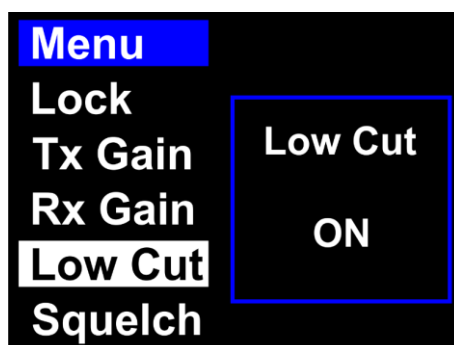 Menu
Lock
Tx Gain
Rx Gain
Low Cut
Squelch
Low Cut
ON